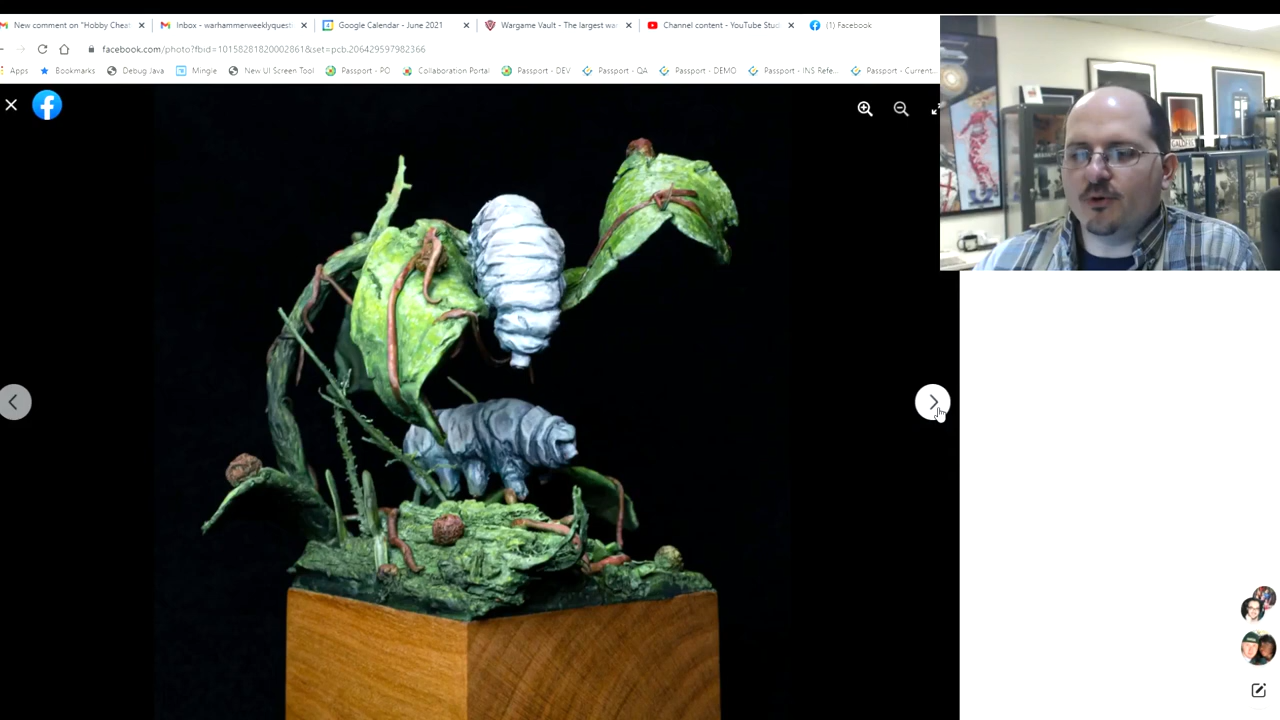 New comment on "Hobby Cheat
Inbox - warhammerweeklyquest
Google Calendar - June 2021
Wargame Vault - The largest wa
Channel content - YouTube Stud
(1) Facebook
facebook.com/photo?fbid=10158281820002861&set=pcb.206429597982366
Apps
Bookmarks
Debug Java
Mingle
New UI Screen Tool
Passport - PO
Collaboration Portal
Passport - DEV
Passport - QA
Passport - DEMO
Passport - INS Refe...
Passport - Current...